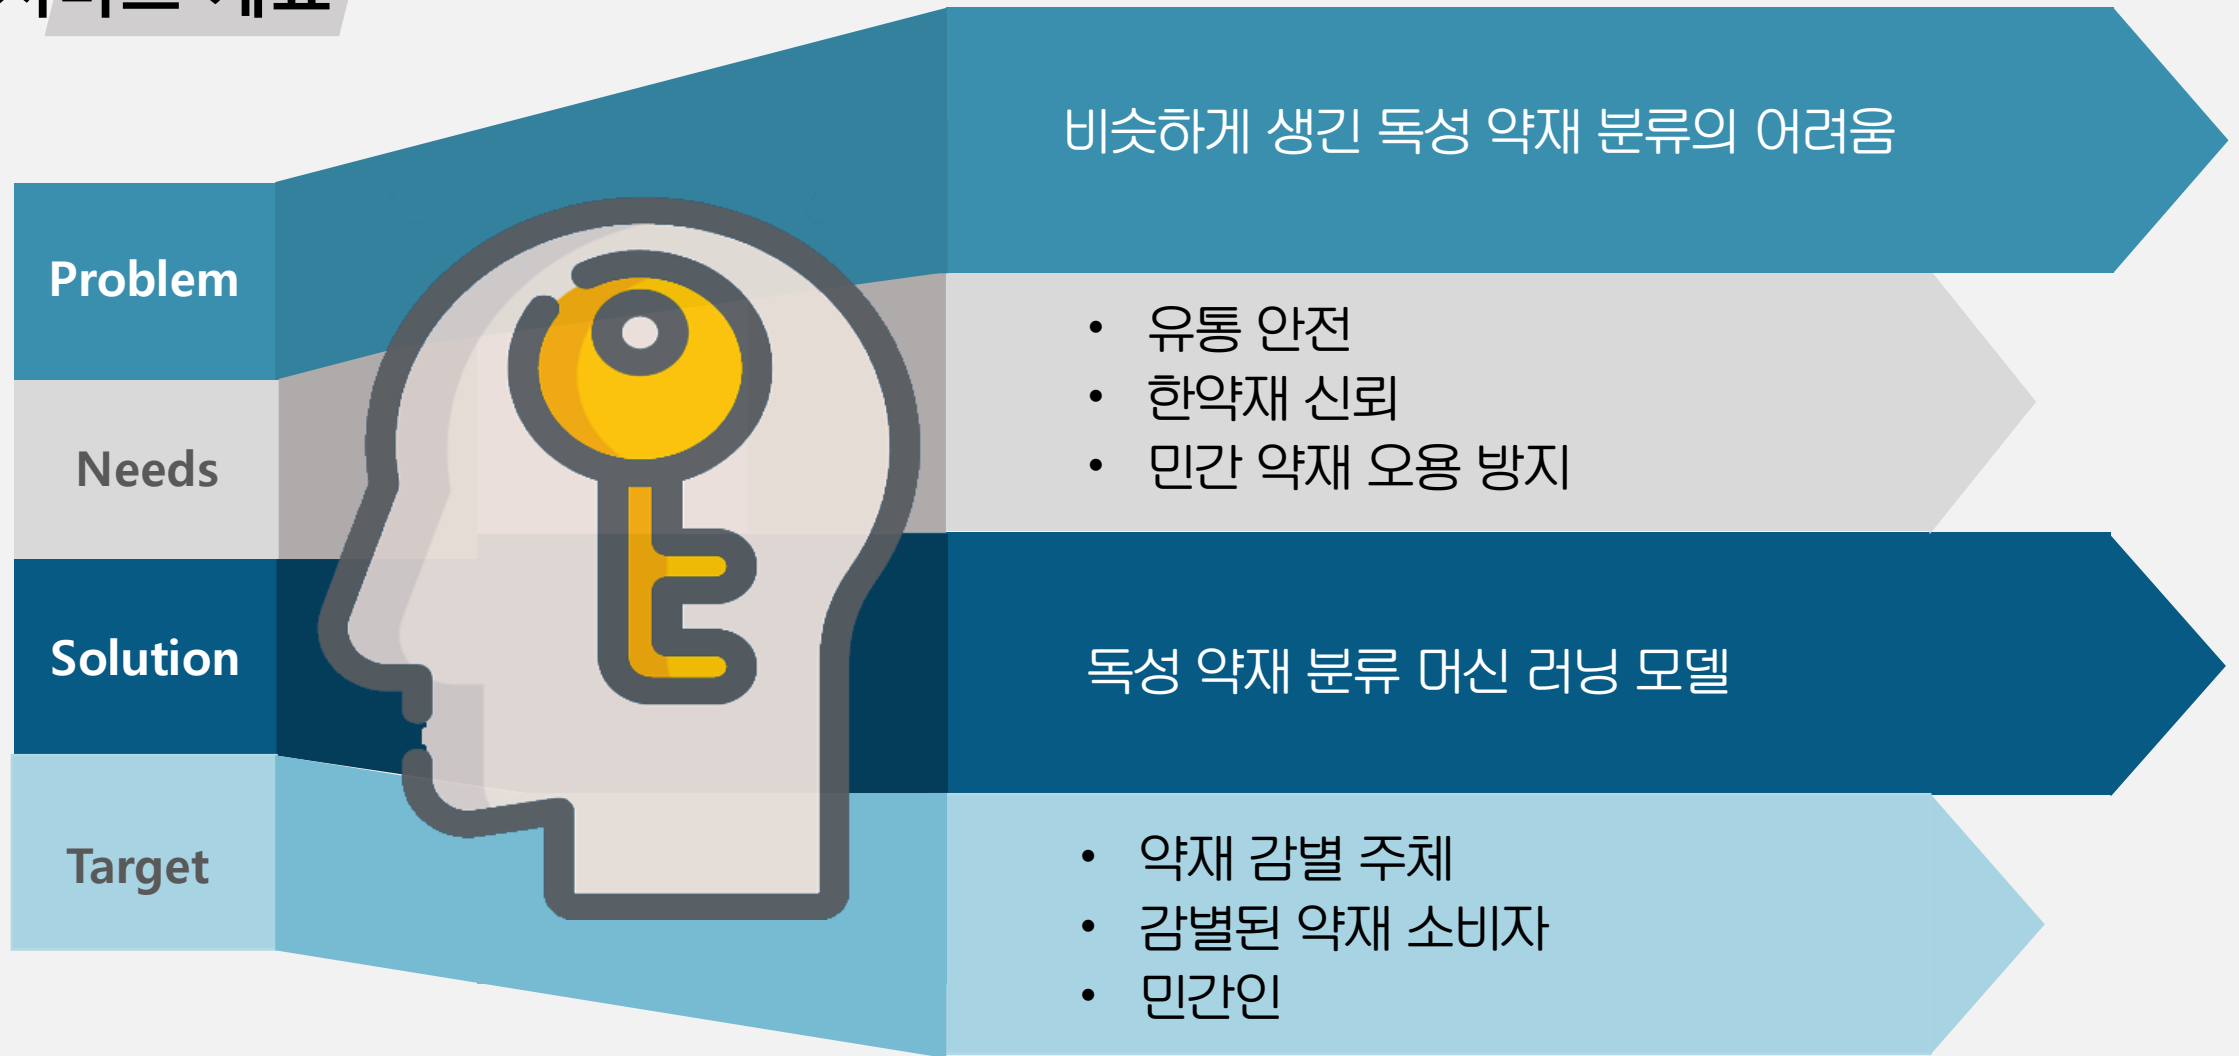 Problem
비슷하게 생긴 독성 약재 분류의 어려움
Needs
• 유통 안전
• 한약재 신뢰
• 민간 약재 오용 방지
Solution
독성 약재 분류 머신 러닝 모델
Target
• 약재 감별 주체
• 감별된 약재 소비자
• 민간인